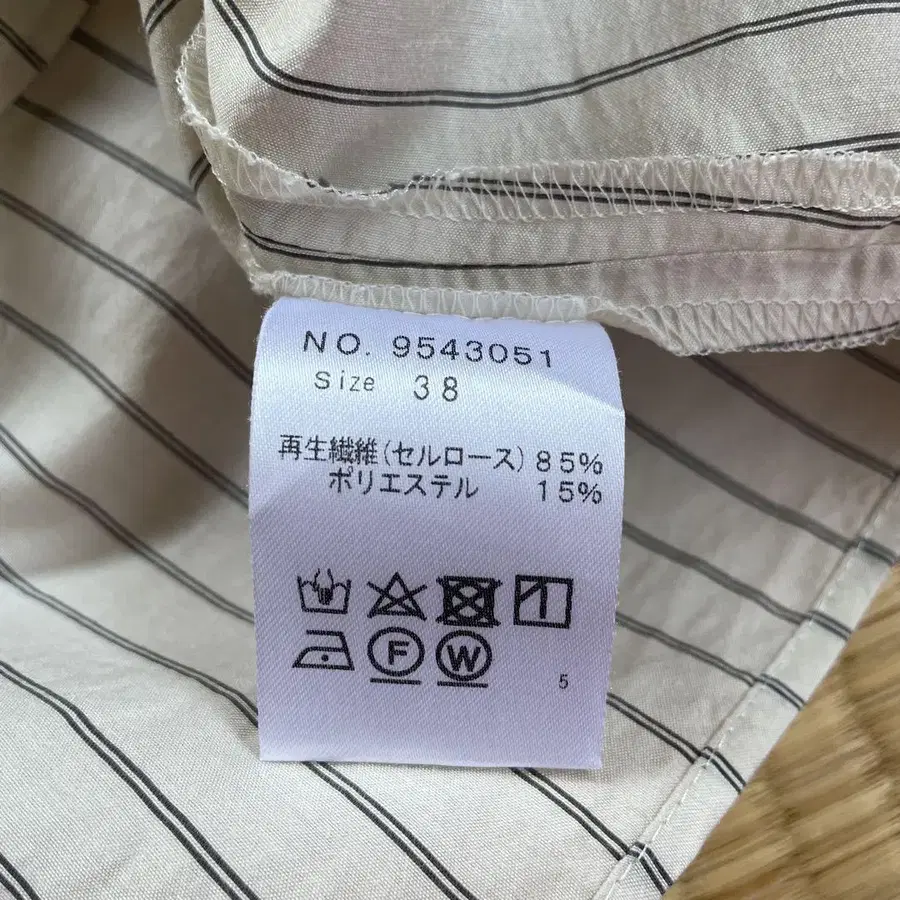 NO. 9543051
Size 38
再生繊維(セルロース) 85%
ポリエステル 15%
F W
5